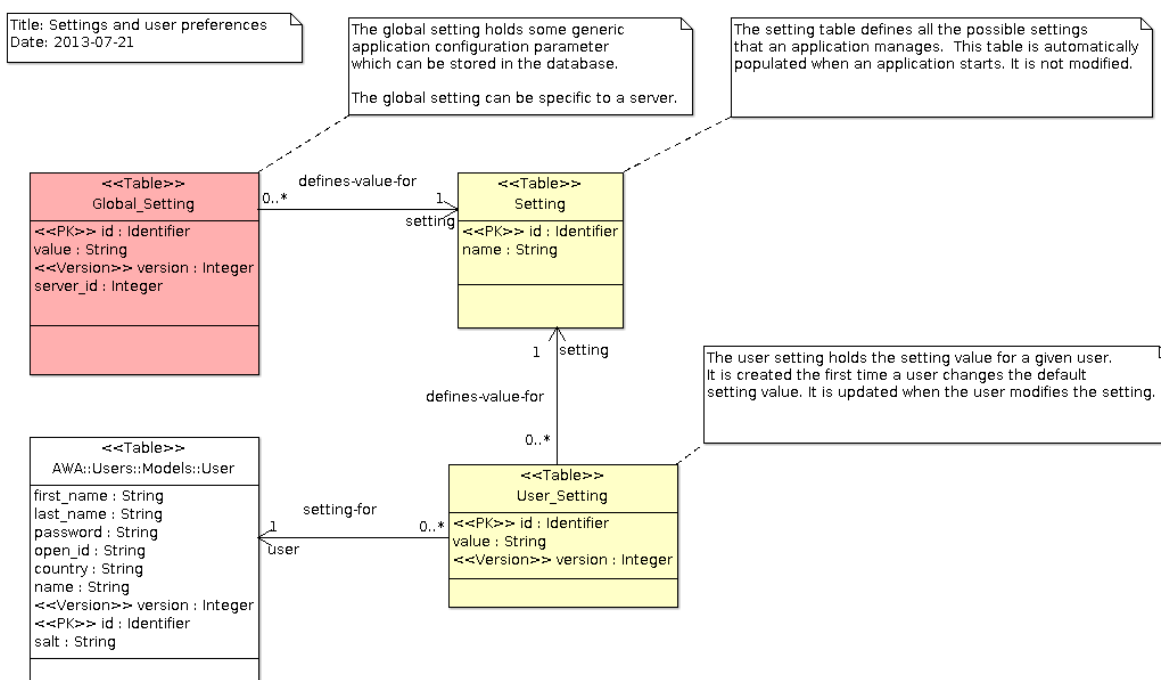 Title: Settings and user preferences
Date: 2013-07-21
The global setting holds some generic
application configuration parameter
which can be stored in the database.
The global setting can be specific to a server.
The setting table defines all the possible settings
that an application manages.  This table is automatically
populated when an application starts. It is not modified.
<<Table>>
Global_Setting
<<PK>> id : Identifier
value : String
<<Version>> version : Integer
server_id : Integer
defines-value-for
0..*
1
setting
<<Table>>
Setting
<<PK>> id : Identifier
name : String
1
setting
defines-value-for
0..*
The user setting holds the setting value for a given user.
It is created the first time a user changes the default
setting value. It is updated when the user modifies the setting.
<<Table>>
AWA::Users::Models::User
first_name : String
last_name : String
password : String
open_id : String
country : String
name : String
<<Version>> version : Integer
<<PK>> id : Identifier
salt : String
setting-for
1
0..*
user
<<Table>>
User_Setting
<<PK>> id : Identifier
value : String
<<Version>> version : Integer